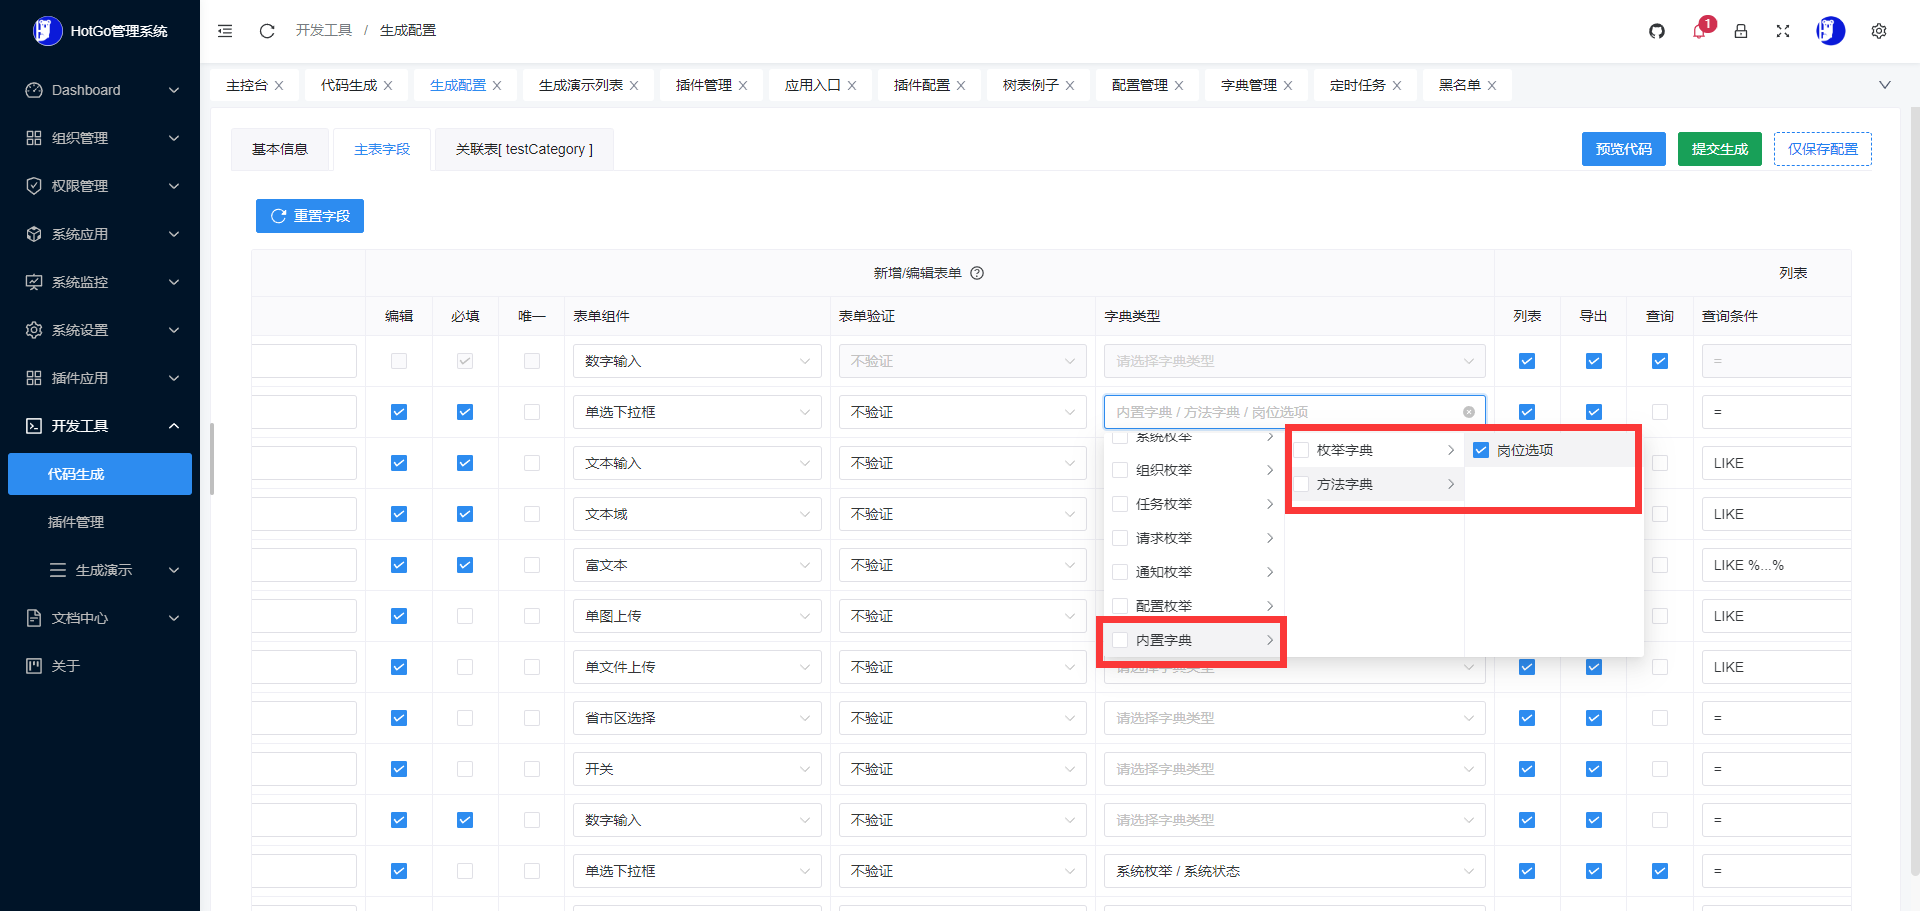 HotGo管理系统
开发工具 / 生成配置
1
Dashboard
组织管理
权限管理
系统应用
系统监控
系统设置
插件应用
开发工具
代码生成
插件管理
生成演示
文档中心
关于
主控台 代码生成 生成配置 生成演示列表 插件管理 应用入口 插件配置 树表例子 配置管理 字典管理 定时任务 黑名单
基本信息 主表字段 关联表[ testCategory ]
预览代码 提交生成 仅保存配置
重置字段
新增/编辑表单 列表
编辑 必填 唯一 表单组件 表单验证 字典类型 列表 导出 查询 查询条件
数字输入 不验证 请选择字典类型 =
单选下拉框 不验证 内置字典 / 方法字典 / 岗位选项 =
文本输入 不验证 LIKE
文本域 不验证 LIKE
富文本 不验证 LIKE %...%
单图上传 不验证 LIKE
单文件上传 不验证 请选择字典类型 LIKE
省市区选择 不验证 请选择字典类型 =
开关 不验证 请选择字典类型 =
数字输入 不验证 请选择字典类型 =
单选下拉框 不验证 系统枚举 / 系统状态 =
系统枚举
组织枚举
任务枚举
请求枚举
通知枚举
配置枚举
内置字典
枚举字典
方法字典
岗位选项